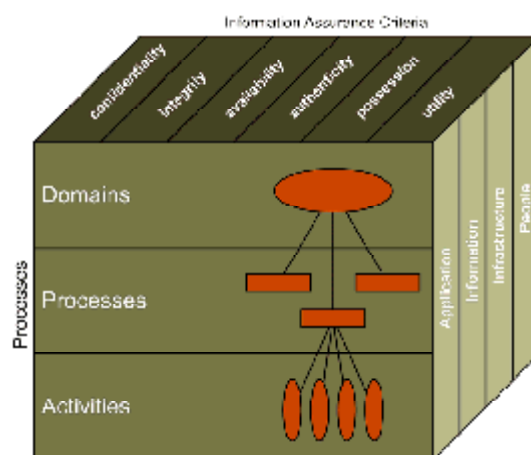 Information Assurance Criteria
confidentiality
integrity
availability
authenticity
possession
utility
Domains
Processes
Activities
Processes
Application
Information
Infrastructure
People